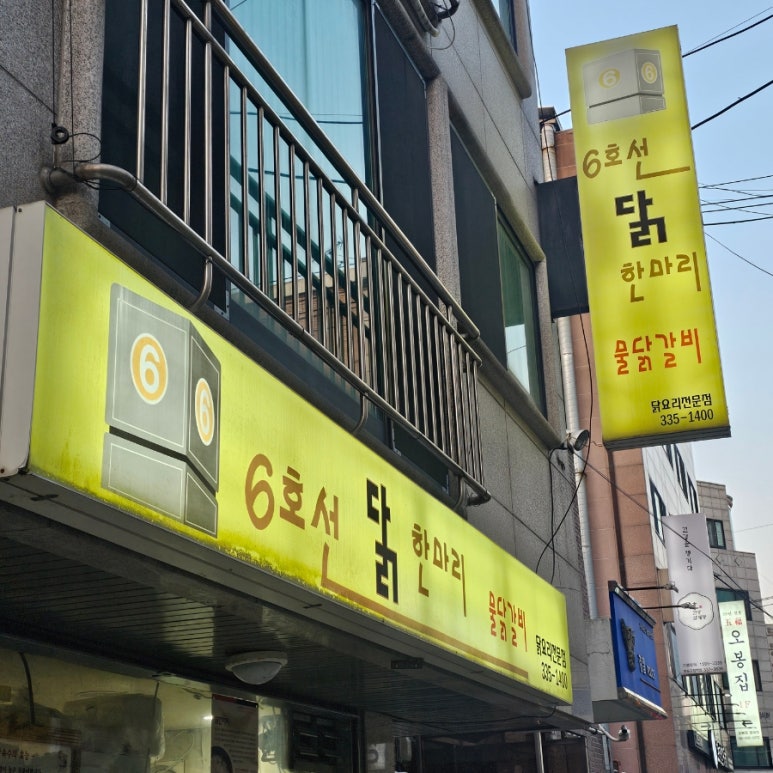 6 6
6호선
닭
한마리
물닭갈비
닭요리전문점
335-1400
6 6
6호선 닭 한마리 물닭갈비
닭요리전문점
335-1400
오봉집